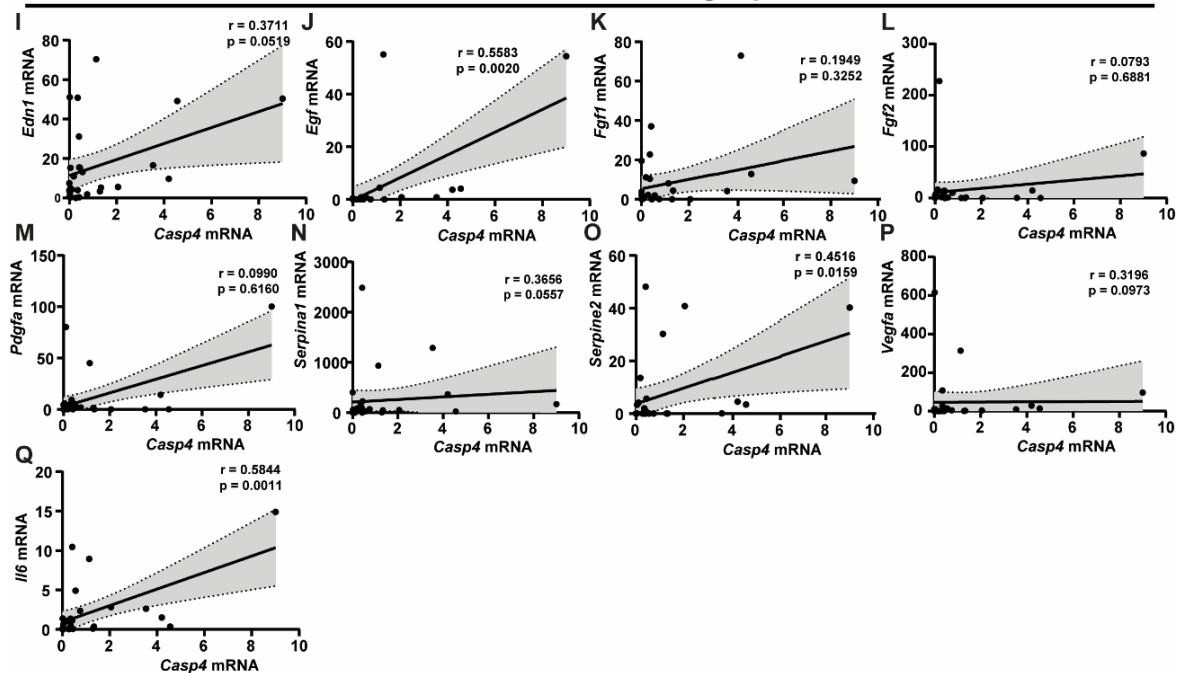 I
r = 0.3711
p = 0.0519
80
60
40
20
0
Edn1 mRNA
0 2 4 6 8 10
Casp4 mRNA
J
r = 0.5583
p = 0.0020
60
40
20
0
Egf mRNA
0 2 4 6 8 10
Casp4 mRNA
K
r = 0.1949
p = 0.3252
80
60
40
20
0
Fgf1 mRNA
0 2 4 6 8 10
Casp4 mRNA
L
r = 0.0793
p = 0.6881
300
200
100
0
Fgf2 mRNA
0 2 4 6 8 10
Casp4 mRNA
M
r = 0.0990
p = 0.6160
150
100
50
0
Pdgfa mRNA
0 2 4 6 8 10
Casp4 mRNA
N
r = 0.3656
p = 0.0557
3000
2000
1000
0
Serpina1 mRNA
0 2 4 6 8 10
Casp4 mRNA
O
r = 0.4516
p = 0.0159
60
40
20
0
Serpine2 mRNA
0 2 4 6 8 10
Casp4 mRNA
P
r = 0.3196
p = 0.0973
800
600
400
200
0
Vegfa mRNA
0 2 4 6 8 10
Casp4 mRNA
Q
r = 0.5844
p = 0.0011
20
15
10
5
0
Il6 mRNA
0 2 4 6 8 10
Casp4 mRNA